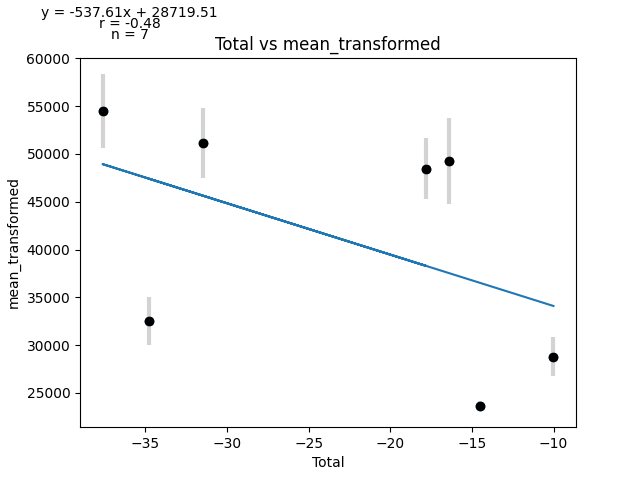 y = -537.61x + 28719.51
r = -0.48
n = 7
Total vs mean_transformed
60000
55000
50000
45000
40000
35000
30000
25000
mean_transformed
−35
−30
−25
−20
−15
−10
Total